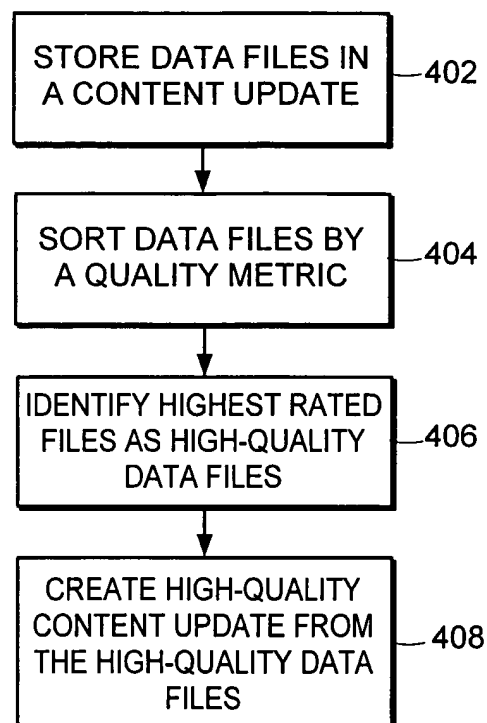 STORE DATA FILES IN
A CONTENT UPDATE
402
SORT DATA FILES BY
A QUALITY METRIC
404
IDENTIFY HIGHEST RATED
FILES AS HIGH-QUALITY
DATA FILES
406
CREATE HIGH-QUALITY
CONTENT UPDATE FROM
THE HIGH-QUALITY DATA
FILES
408